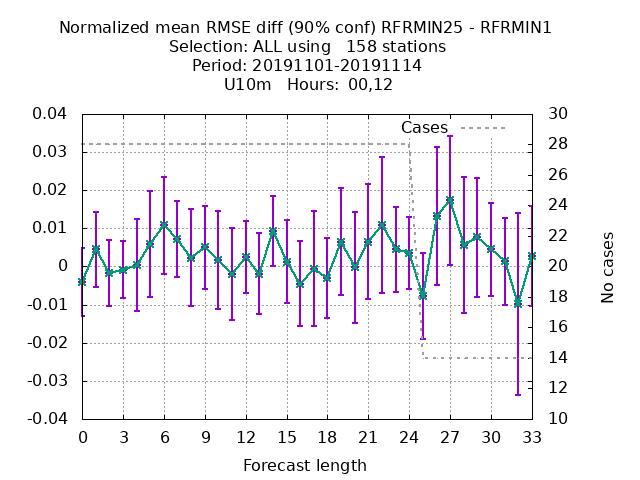 Normalized mean RMSE diff (90% conf) RFRMIN25 - RFRMIN1
Selection: ALL using   158 stations
Period: 20191101-20191114
U10m   Hours:  00,12
Cases
0.04
0.03
0.02
0.01
0
-0.01
-0.02
-0.03
-0.04
30
28
26
24
22
20
18
16
14
12
10
No cases
0 3 6 9 12 15 18 21 24 27 30 33
Forecast length